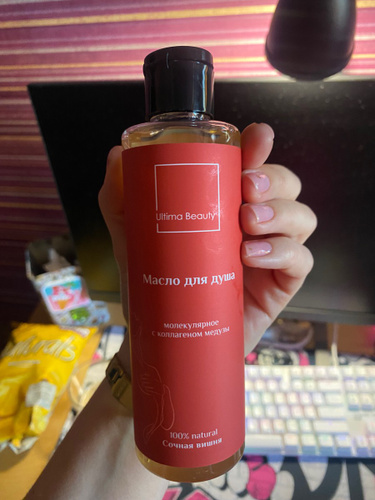 Ultima Beauty
Масло для душа
молекулярное
с коллагеном медузы
100% natural
Сочная вишня